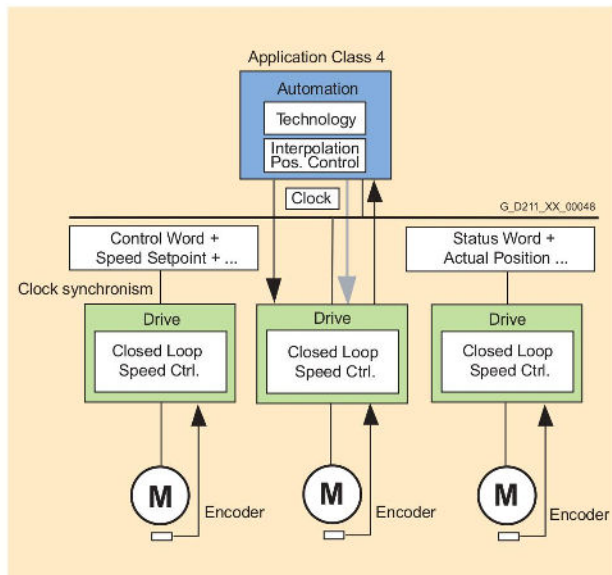 Application Class 4
Automation
Technology
Interpolation
Pos. Control
Clock
G_D211_XX_00048
Control Word +
Speed Setpoint + ...
Status Word +
Actual Position ...
Clock synchronism
Drive
Closed Loop
Speed Ctrl.
Drive
Closed Loop
Speed Ctrl.
Drive
Closed Loop
Speed Ctrl.
M
Encoder
M
Encoder
M
Encoder